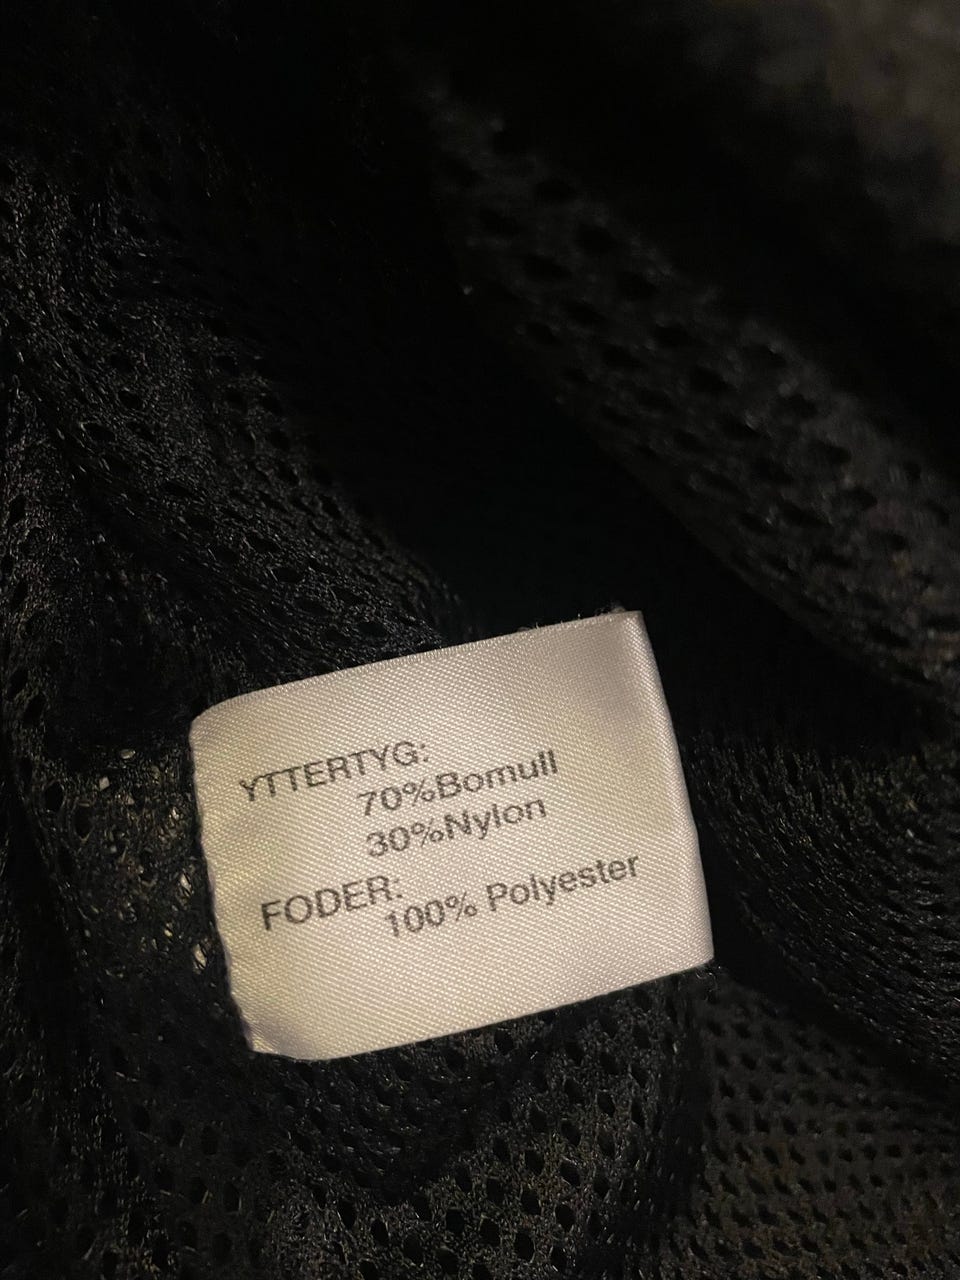 YTTERTYG:
70%Bomull
30%Nylon
FODER:
100% Polyester